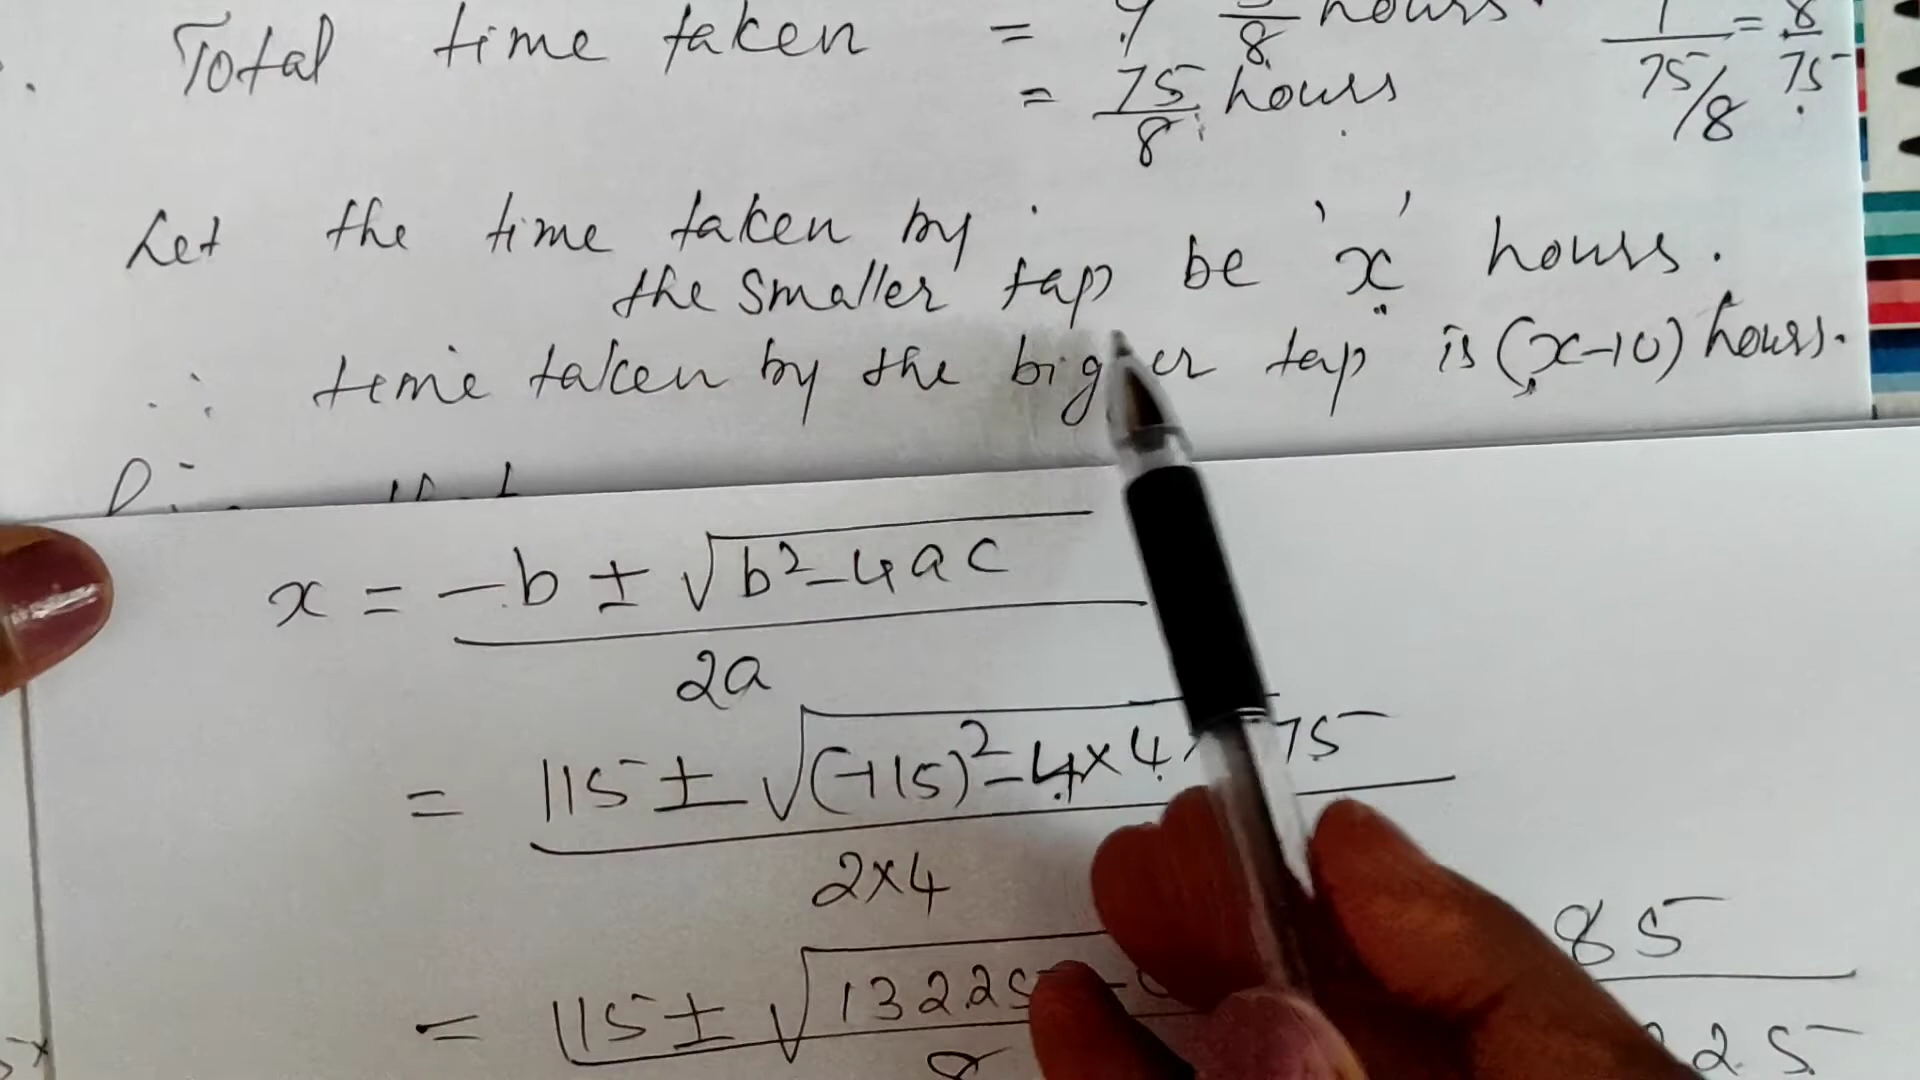 Total time taken = 9 3/8 hours
= 75/8 hours
1/75/8 = 8/75
Let the time taken by
the smaller tap be 'x' hours.
∴ time taken by the bigger tap is (x-10) hours.
x = -b ± √b²-4ac
2a
= 115 ± √(-115)²-4×4 75
2×4
85
= 115 ± √13225 -
8
225